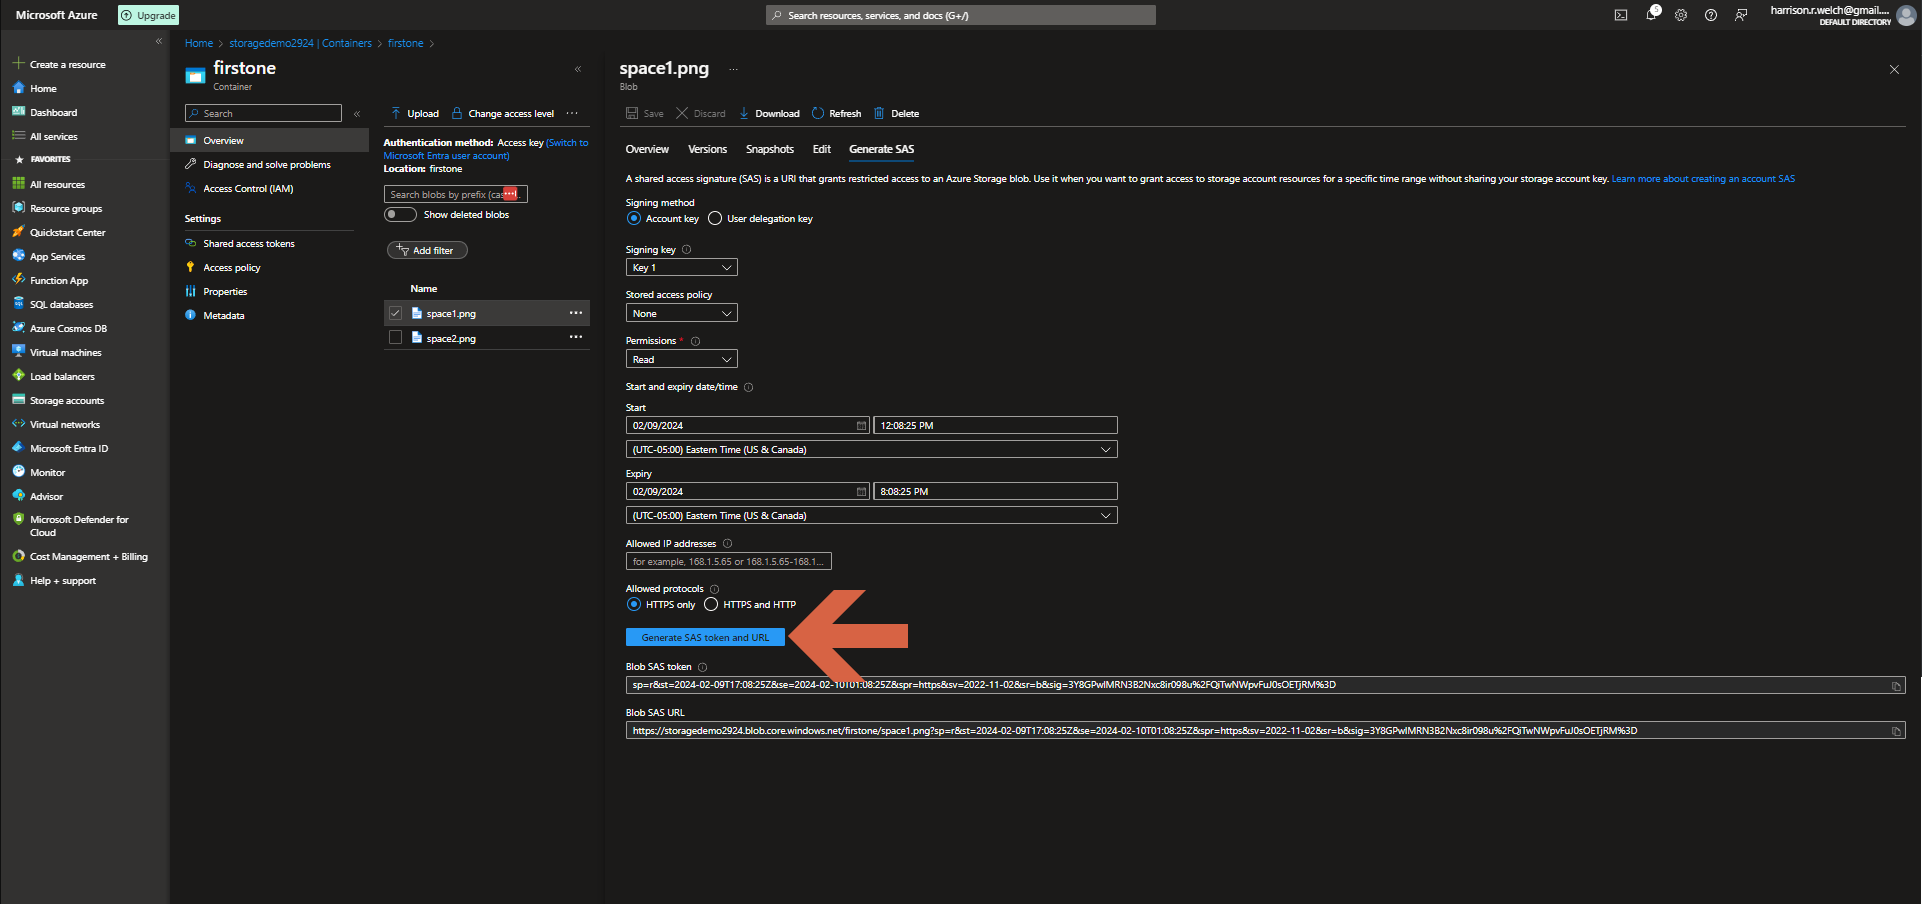 Microsoft Azure
Upgrade
Search resources, services, and docs (G+/)
5
harrison.r.welch@gmail....
DEFAULT DIRECTORY
Create a resource
Home
Dashboard
All services
FAVORITES
All resources
Resource groups
Quickstart Center
App Services
Function App
SQL databases
Azure Cosmos DB
Virtual machines
Load balancers
Storage accounts
Virtual networks
Microsoft Entra ID
Monitor
Advisor
Microsoft Defender for
Cloud
Cost Management + Billing
Help + support
Home > storagedemo2924 | Containers > firstone >
firstone
Container
Search
Overview
Diagnose and solve problems
Access Control (IAM)
Settings
Shared access tokens
Access policy
Properties
Metadata
Upload
Change access level
Authentication method: Access key (Switch to
Microsoft Entra user account)
Location: firstone
Search blobs by prefix (cas
Show deleted blobs
Add filter
Name
space1.png
space2.png
space1.png
Blob
Save
Discard
Download
Refresh
Delete
Overview
Versions
Snapshots
Edit
Generate SAS
A shared access signature (SAS) is a URI that grants restricted access to an Azure Storage blob. Use it when you want to grant access to storage account resources for a specific time range without sharing your storage account key. Learn more about creating an account SAS
Signing method
Account key
User delegation key
Signing key
Key 1
Stored access policy
None
Permissions *
Read
Start and expiry date/time
Start
02/09/2024
12:08:25 PM
(UTC-05:00) Eastern Time (US & Canada)
Expiry
02/09/2024
8:08:25 PM
(UTC-05:00) Eastern Time (US & Canada)
Allowed IP addresses
for example, 168.1.5.65 or 168.1.5.65-168.1...
Allowed protocols
HTTPS only
HTTPS and HTTP
Generate SAS token and URL
Blob SAS token
sp=r&st=2024-02-09T17:08:25Z&se=2024-02-10T01:08:25Z&spr=https&sv=2022-11-02&sr=b&sig=3Y8GPwIMRN3B2Nxc8ir098u%2FQiTwNWpvFuJ0sOETjRM%3D
Blob SAS URL
https://storagedemo2924.blob.core.windows.net/firstone/space1.png?sp=r&st=2024-02-09T17:08:25Z&se=2024-02-10T01:08:25Z&spr=https&sv=2022-11-02&sr=b&sig=3Y8GPwIMRN3B2Nxc8ir098u%2FQiTwNWpvFuJ0sOETjRM%3D